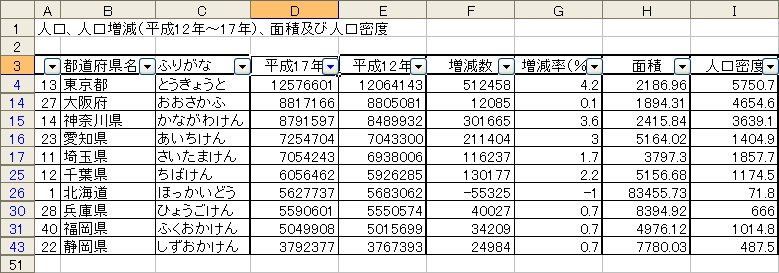 A B C D E F G H I
1 人口、人口増減(平成12年～17年)、面積及び人口密度
2
3 都道府県名 ふりがな 平成17年 平成12年 増減数 増減率(% 面積 人口密度
4 13 東京都 とうきょうと 12576601 12064143 512458 4.2 2186.96 5750.7
14 27 大阪府 おおさかふ 8817166 8805081 12085 0.1 1894.31 4654.6
15 14 神奈川県 かながわけん 8791597 8489932 301665 3.6 2415.84 3639.1
16 23 愛知県 あいちけん 7254704 7043300 211404 3 5164.02 1404.9
17 11 埼玉県 さいたまけん 7054243 6938006 116237 1.7 3797.3 1857.7
25 12 千葉県 ちばけん 6056462 5926285 130177 2.2 5156.68 1174.5
26 1 北海道 ほっかいどう 5627737 5683062 -55325 -1 83455.73 71.8
30 28 兵庫県 ひょうごけん 5590601 5550574 40027 0.7 8394.92 666
31 40 福岡県 ふくおかけん 5049908 5015699 34209 0.7 4976.12 1014.8
43 22 静岡県 しずおかけん 3792377 3767393 24984 0.7 7780.03 487.5
51